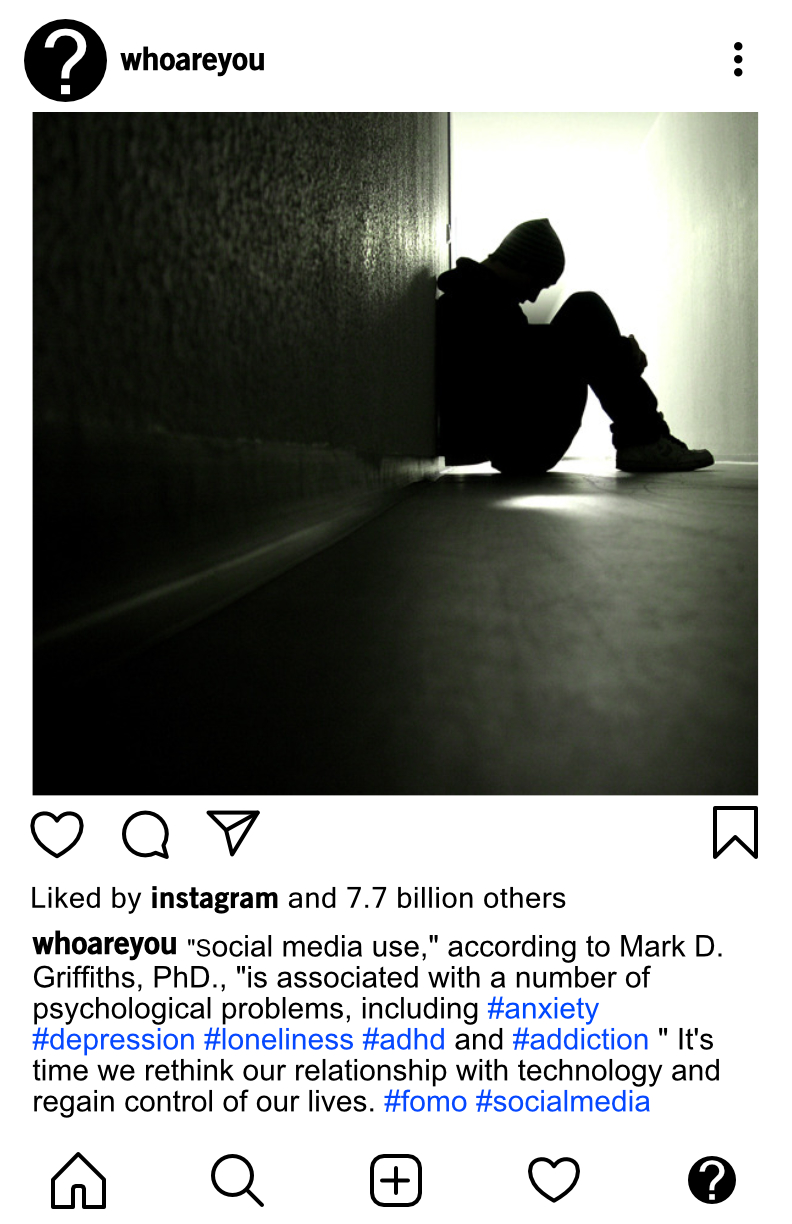 ?
whoareyou
Liked by instagram and 7.7 billion others
whoareyou "Social media use," according to Mark D.
Griffiths, PhD., "is associated with a number of
psychological problems, including #anxiety
#depression #loneliness #adhd and #addiction " It's
time we rethink our relationship with technology and
regain control of our lives. #fomo #socialmedia
?